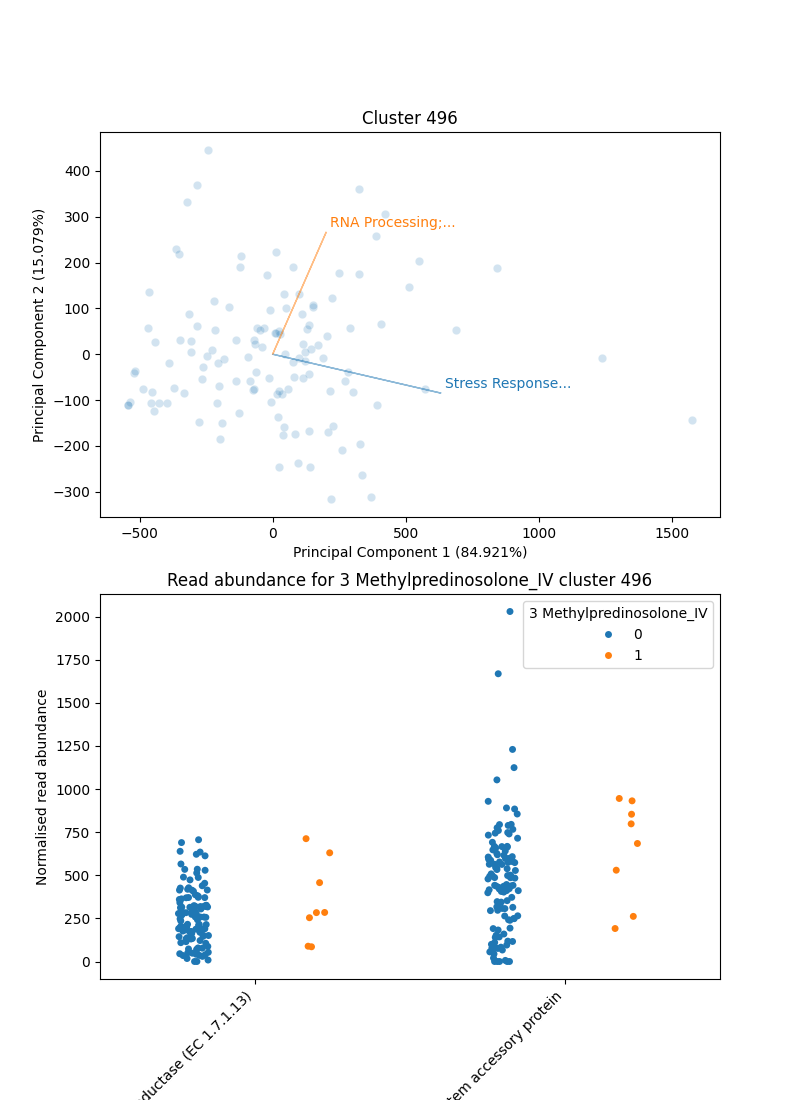 Cluster 496
400
300
200
100
0
−100
−200
−300
Principal Component 2 (15.079%)
RNA Processing;...
Stress Response...
−500
0
500
1000
1500
Principal Component 1 (84.921%)
Read abundance for 3 Methylpredinosolone_IV cluster 496
2000
1750
1500
1250
1000
750
500
250
0
Normalised read abundance
3 Methylpredinosolone_IV
0
1
(EC 1.7.1.13)
accessory protein